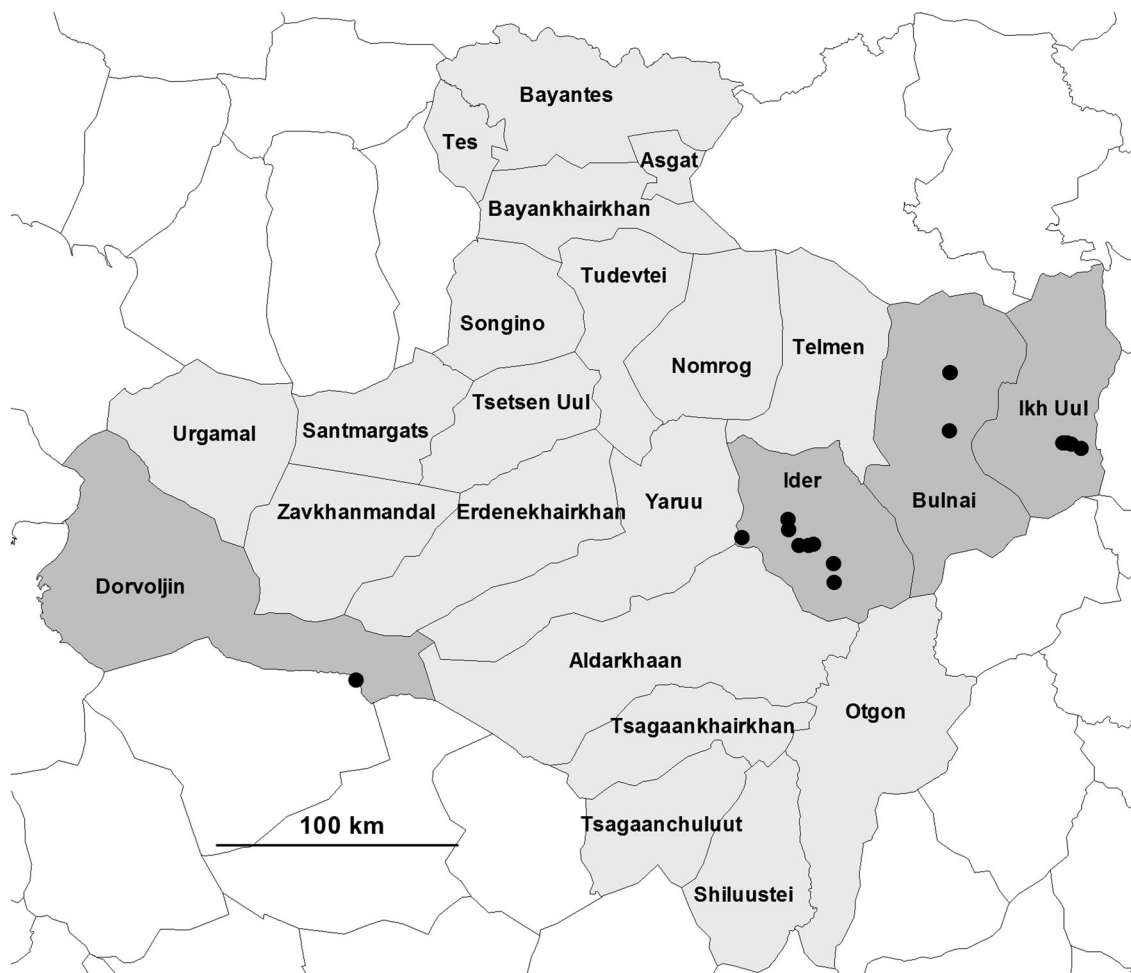 Bayantes
Tes
Asgat
Bayankhairkhan
Tudevtei
Songino
Telmen
Nomrog
Tsetsen Uul
Ikh Uul
Urgamal
Santmargats
Ider
Bulnai
Yaruu
Zavkhanmandal
Erdenekhairkhan
Dorvoljin
Aldarkhaan
Otgon
Tsagaankhairkhan
100 km
Tsagaanchuluut
Shiluustei